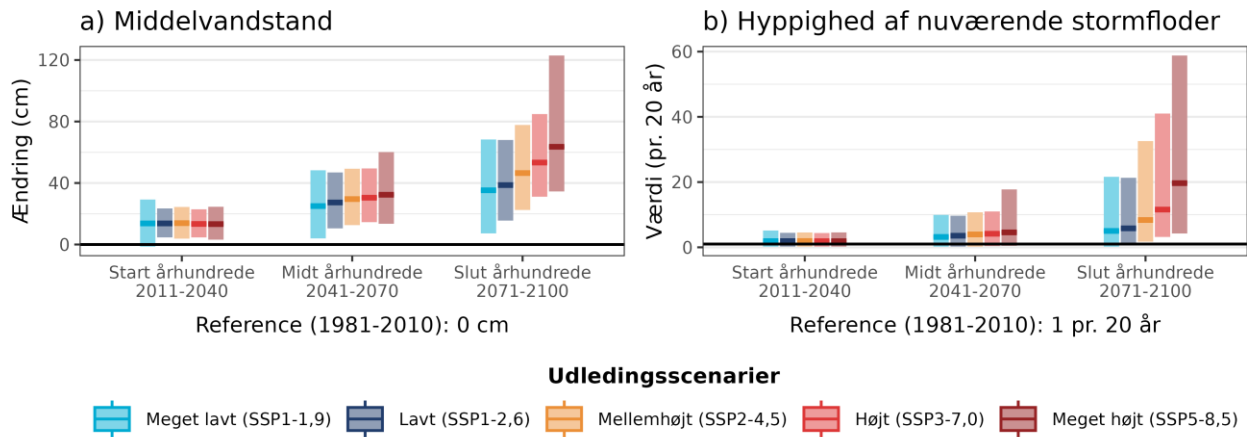 a) Middelvandstand
Ændring (cm)
120
80
40
0
Start århundrede
2011-2040
Midt århundrede
2041-2070
Slut århundrede
2071-2100
Reference (1981-2010): 0 cm
b) Hyppighed af nuværende stormfloder
Værdi (pr. 20 år)
60
40
20
0
Start århundrede
2011-2040
Midt århundrede
2041-2070
Slut århundrede
2071-2100
Reference (1981-2010): 1 pr. 20 år
Udledingsscenarier
Meget lavt (SSP1-1,9)
Lavt (SSP1-2,6)
Mellemhøjt (SSP2-4,5)
Højt (SSP3-7,0)
Meget højt (SSP5-8,5)